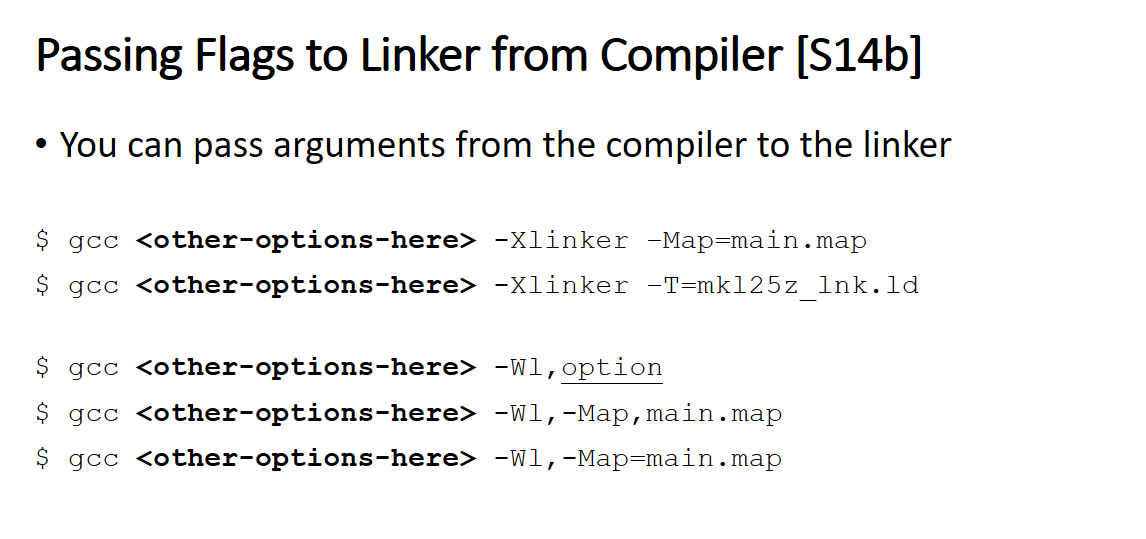 Passing Flags to Linker from Compiler [S14b]
• You can pass arguments from the compiler to the linker
$ gcc <other-options-here> -Xlinker –Map=main.map
$ gcc <other-options-here> -Xlinker –T=mkl25z_lnk.ld
$ gcc <other-options-here> -Wl,option
$ gcc <other-options-here> -Wl,-Map,main.map
$ gcc <other-options-here> -Wl,-Map=main.map